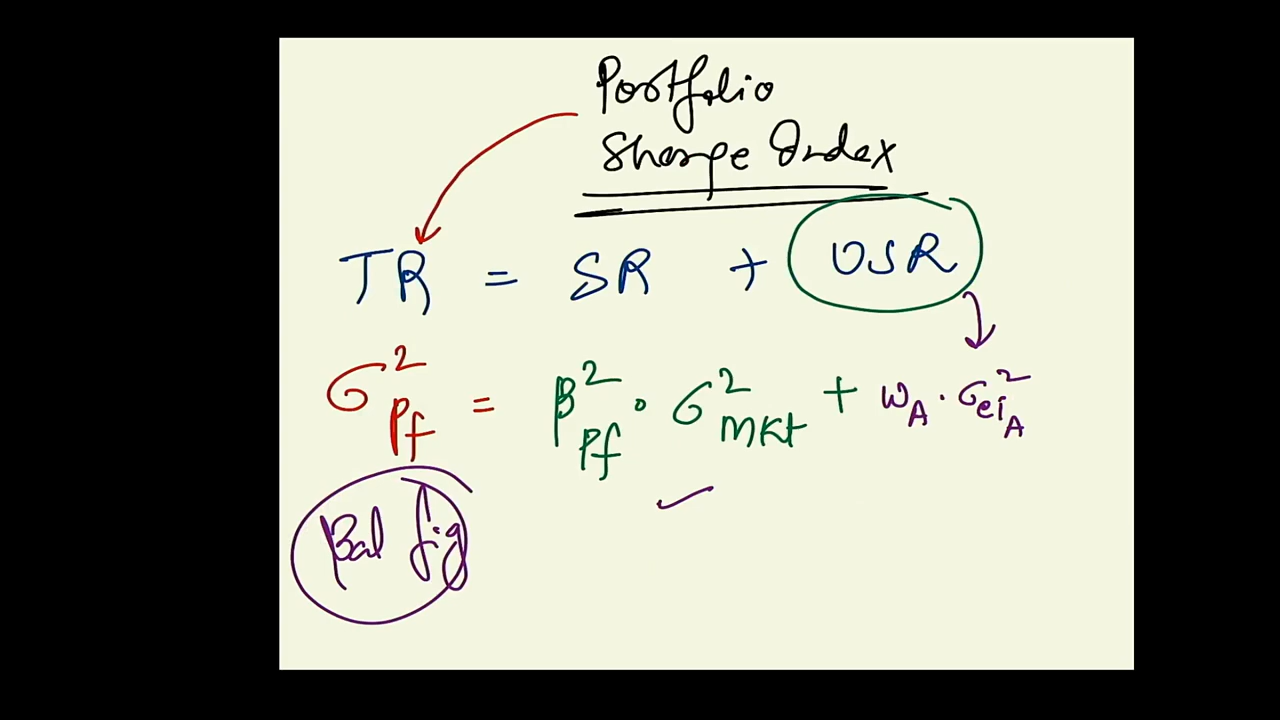 Portfolio
Sharpe Index
TR = SR + USR
σ²Pf = β²Pf · σ²Mkt + wA · σ²eiA
Bal fig